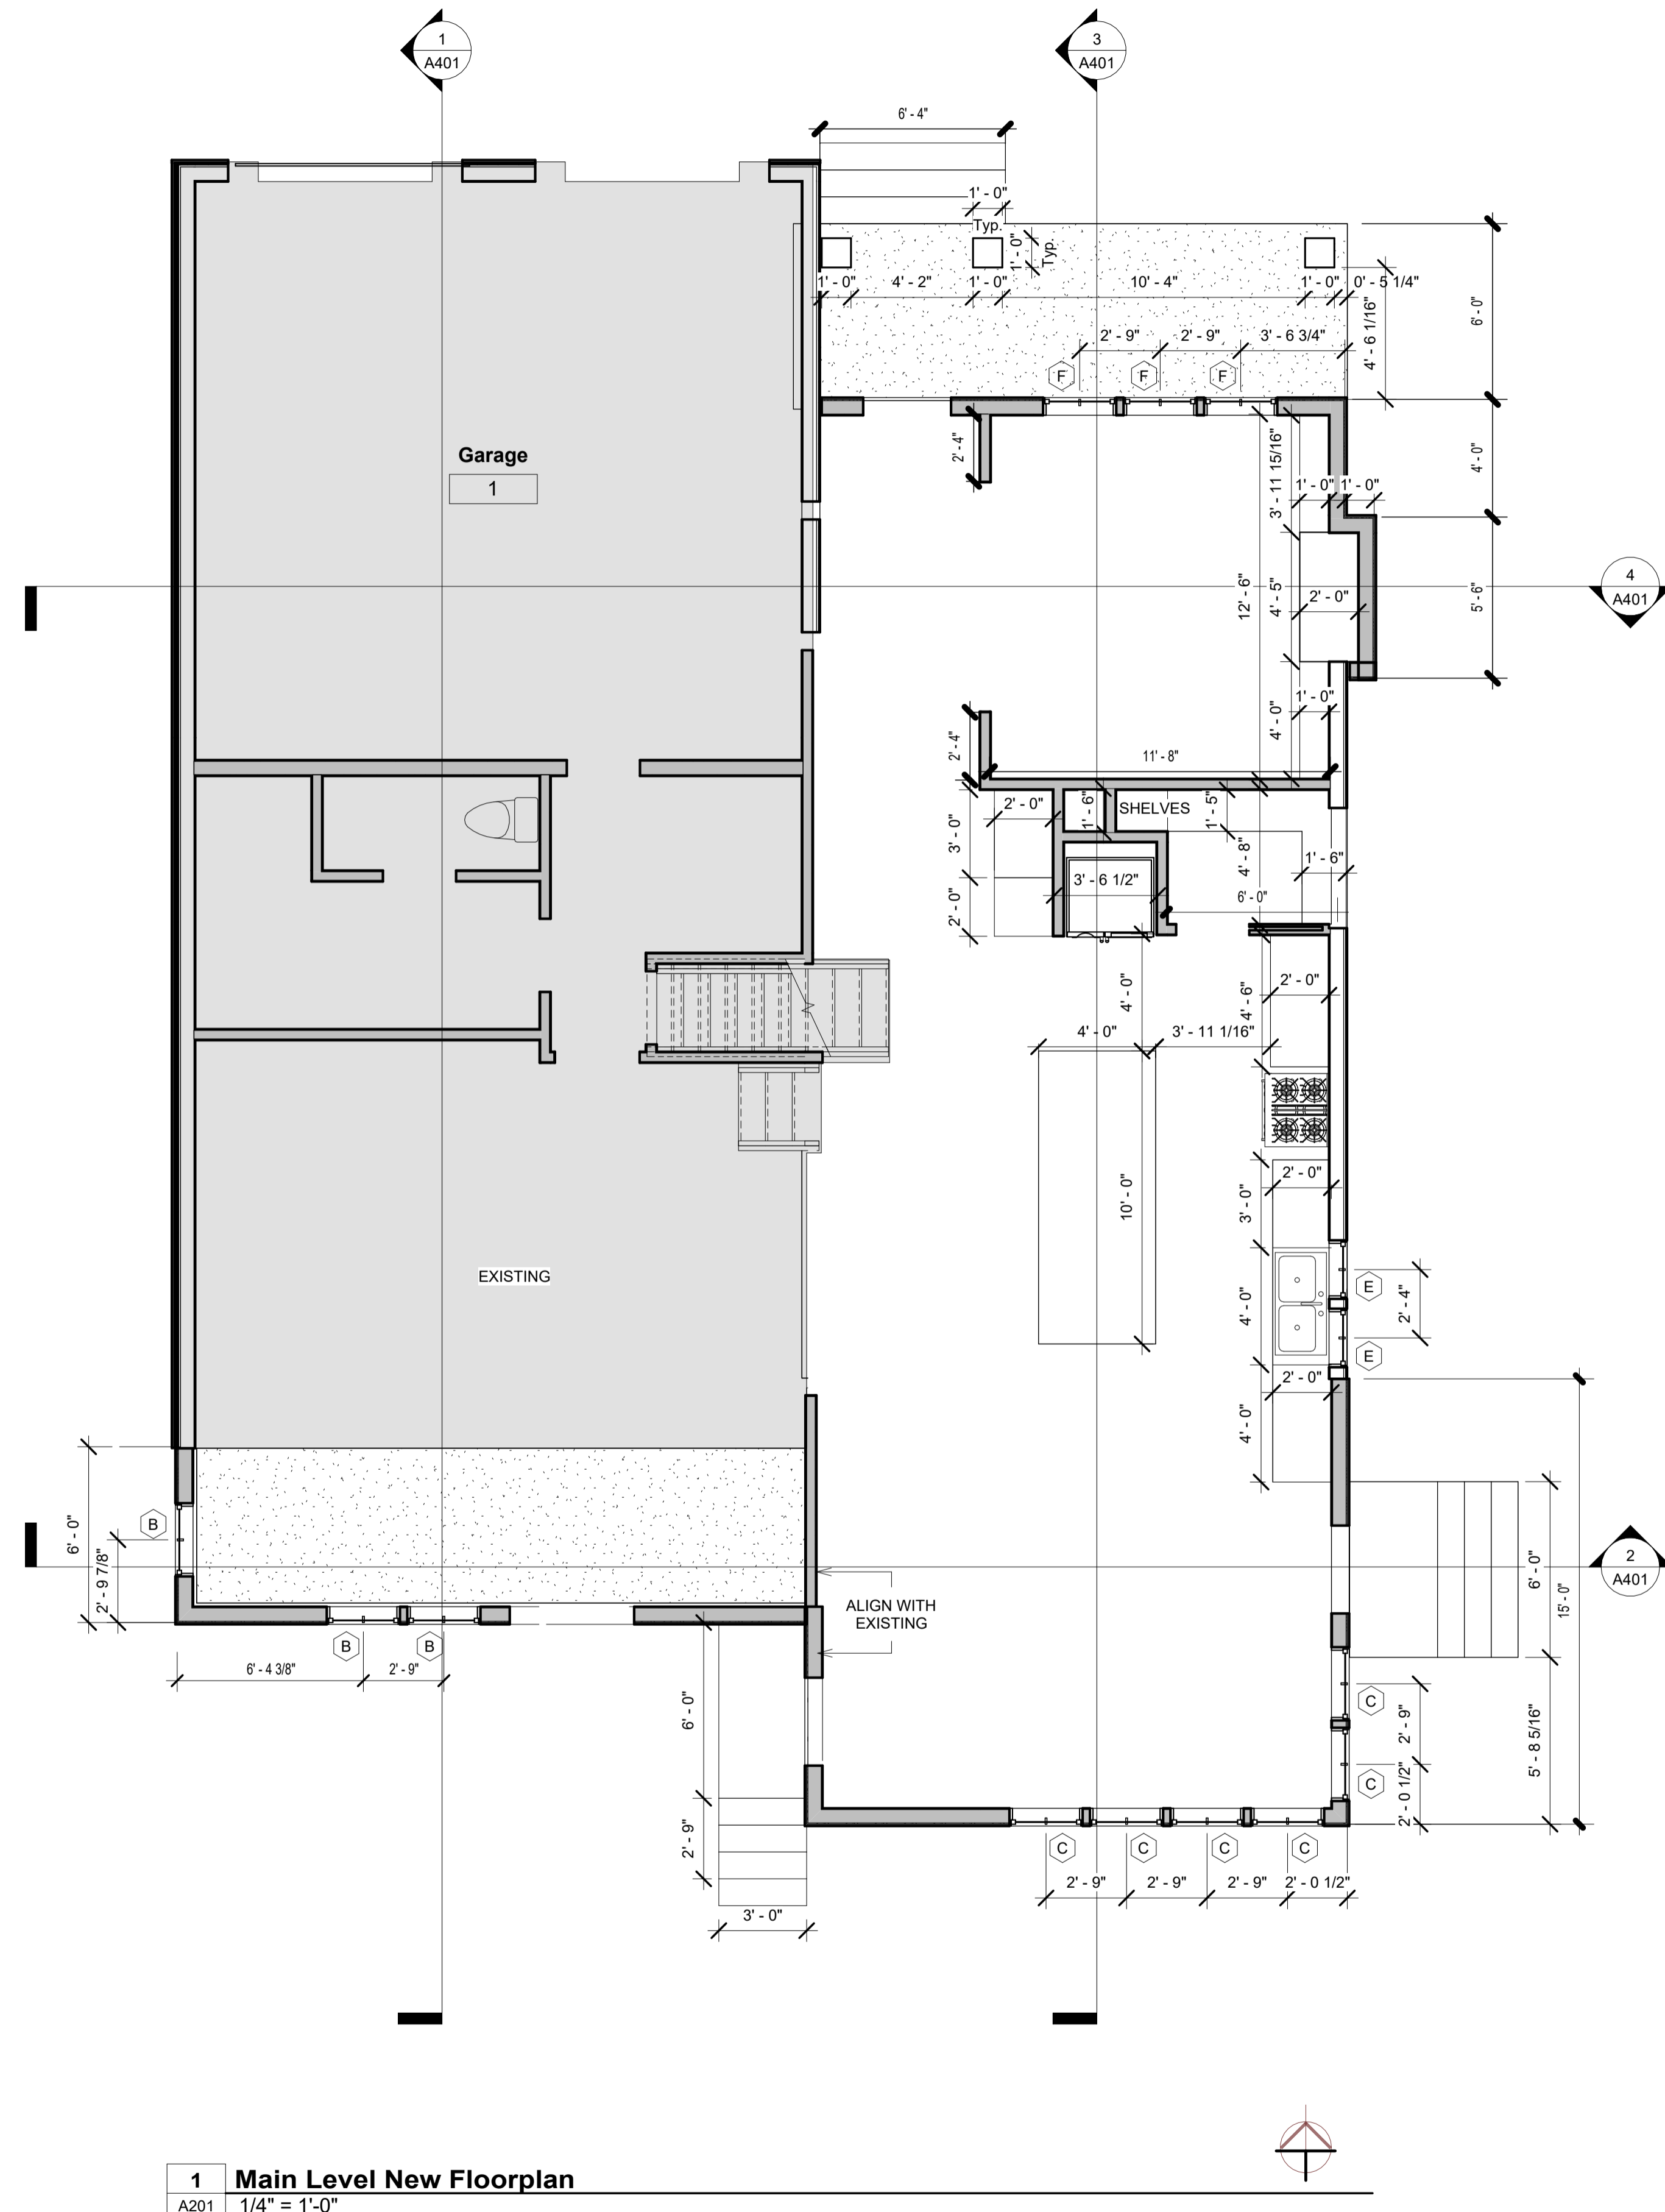 1
A401
3
A401
6' - 4"
1' - 0"
Typ.
1' - 0"
Typ.
1' - 0"
4' - 2"
1' - 0"
10' - 4"
1' - 0"
0' - 5 1/4"
4' - 6 1/16"
6' - 0"
2' - 9"
2' - 9"
3' - 6 3/4"
F
F
F
Garage
1
2' - 4"
3' - 11 15/16"
1' - 0"
1' - 0"
4' - 0"
12' - 6"
4' - 5"
2' - 0"
5' - 6"
4
A401
1' - 0"
4' - 0"
2' - 4"
11' - 8"
2' - 0"
1' - 6"
SHELVES
1' - 5"
3' - 0"
4' - 8"
1' - 6"
3' - 6 1/2"
6' - 0"
2' - 0"
4' - 0"
4' - 6"
2' - 0"
4' - 0"
3' - 11 1/16"
10' - 0"
2' - 0"
3' - 0"
EXISTING
E
4' - 0"
2' - 4"
E
2' - 0"
4' - 0"
6' - 0"
B
2' - 9 7/8"
6' - 0"
2
A401
15' - 0"
ALIGN WITH
EXISTING
B
B
6' - 4 3/8"
2' - 9"
6' - 0"
C
2' - 9"
5' - 8 5/16"
C
2' - 0 1/2"
2' - 9"
C
C
C
C
2' - 9"
2' - 9"
2' - 9"
2' - 0 1/2"
3' - 0"
1
Main Level New Floorplan
A201
1/4" = 1'-0"